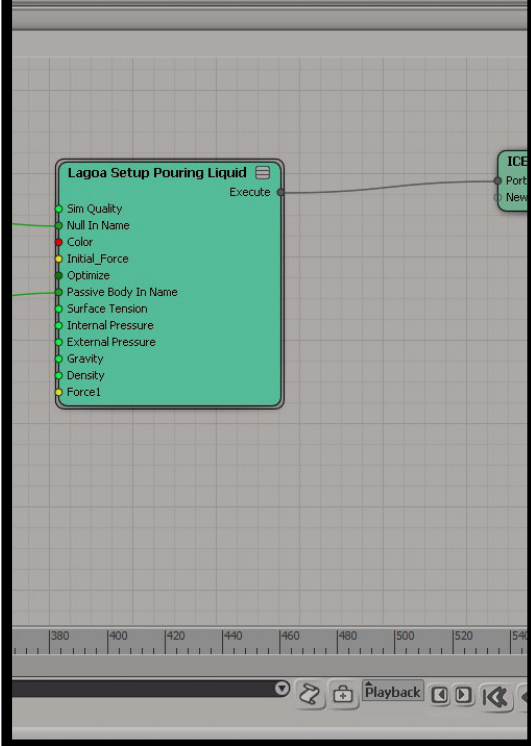 Lagoa Setup Pouring Liquid
Execute
Sim Quality
Null In Name
Color
Initial_Force
Optimize
Passive Body In Name
Surface Tension
Internal Pressure
External Pressure
Gravity
Density
Force1
ICE
Port
New
380 400 420 440 460 480 500 520 540
Playback